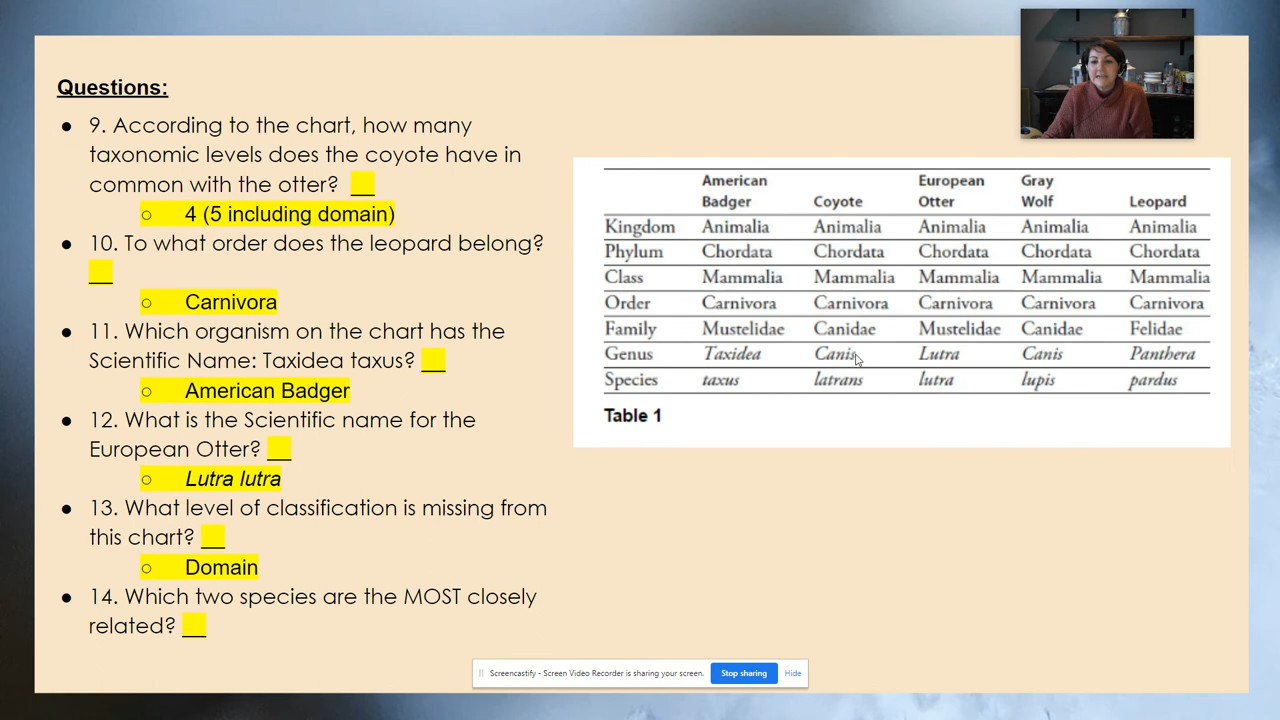 Questions:
● 9. According to the chart, how many
taxonomic levels does the coyote have in
common with the otter? __
○ 4 (5 including domain)
● 10. To what order does the leopard belong?
__
○ Carnivora
● 11. Which organism on the chart has the
Scientific Name: Taxidea taxus? __
○ American Badger
● 12. What is the Scientific name for the
European Otter? __
○ Lutra lutra
● 13. What level of classification is missing from
this chart? __
○ Domain
● 14. Which two species are the MOST closely
related? __
American European Gray
Badger Coyote Otter Wolf Leopard
Kingdom Animalia Animalia Animalia Animalia Animalia
Phylum Chordata Chordata Chordata Chordata Chordata
Class Mammalia Mammalia Mammalia Mammalia Mammalia
Order Carnivora Carnivora Carnivora Carnivora Carnivora
Family Mustelidae Canidae Mustelidae Canidae Felidae
Genus Taxidea Canis Lutra Canis Panthera
Species taxus latrans lutra lupis pardus
Table 1
Screencastify - Screen Video Recorder is sharing your screen. Stop sharing Hide